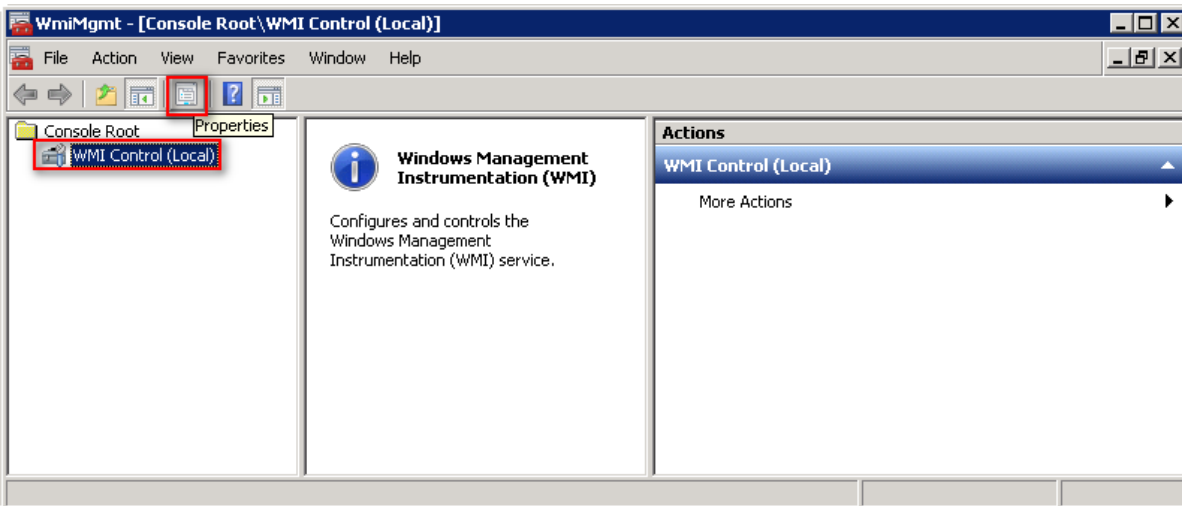 WmiMgmt - [Console Root\WMI Control (Local)]
File Action View Favorites Window Help
Properties
Console Root
WMI Control (Local)
Windows Management
Instrumentation (WMI)
Configures and controls the
Windows Management
Instrumentation (WMI) service.
Actions
WMI Control (Local)
More Actions